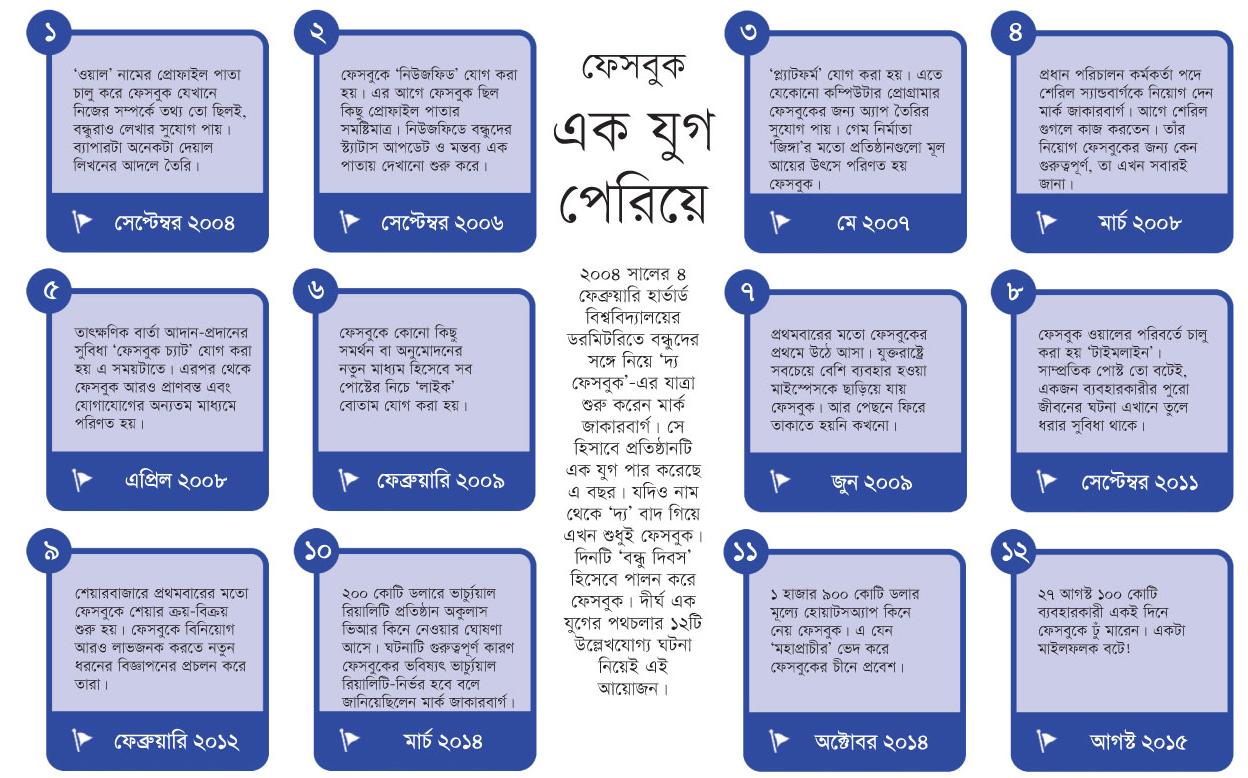 ফেসবুক
এক যুগ
পেরিয়ে
২০০৪ সালের ৪
ফেব্রুয়ারি হার্ভার্ড
বিশ্ববিদ্যালয়ের
ডরমিটরিতে বন্ধুদের
সঙ্গে নিয়ে ‘দ্য
ফেসবুক’-এর যাত্রা
শুরু করেন মার্ক
জাকারবার্গ। সে
হিসাবে প্রতিষ্ঠানটি
এক যুগ পার করেছে
এ বছর। যদিও নাম
থেকে ‘দ্য’ বাদ গিয়ে
এখন শুধুই ফেসবুক।
দিনটি ‘বন্ধু দিবস’
হিসেবে পালন করে
ফেসবুক। দীর্ঘ এক
যুগের পথচলার ১২টি
উল্লেখযোগ্য ঘটনা
নিয়েই এই
আয়োজন।
১
‘ওয়াল’ নামের প্রোফাইল পাতা
চালু করে ফেসবুক যেখানে
নিজের সম্পর্কে তথ্য তো ছিলই,
বন্ধুরাও লেখার সুযোগ পায়।
ব্যাপারটা অনেকটা দেয়াল
লিখনের আদলে তৈরি।
সেপ্টেম্বর ২০০৪
২
ফেসবুকে ‘নিউজফিড’ যোগ করা
হয়। এর আগে ফেসবুক ছিল
কিছু প্রোফাইল পাতার
সমষ্টিমাত্র। নিউজফিডে বন্ধুদের
স্ট্যাটাস আপডেট ও মন্তব্য এক
পাতায় দেখানো শুরু করে।
সেপ্টেম্বর ২০০৬
৩
‘প্ল্যাটফর্ম’ যোগ করা হয়। এতে
যেকোনো কম্পিউটার প্রোগ্রামার
ফেসবুকের জন্য অ্যাপ তৈরির
সুযোগ পায়। গেম নির্মাতা
‘জিঙ্গা’র মতো প্রতিষ্ঠানগুলো মূল
আয়ের উৎসে পরিণত হয়
ফেসবুক।
মে ২০০৭
৪
প্রধান পরিচালন কর্মকর্তা পদে
শেরিল স্যান্ডবার্গকে নিয়োগ দেন
মার্ক জাকারবার্গ। আগে শেরিল
গুগলে কাজ করতেন। তাঁর
নিয়োগ ফেসবুকের জন্য কেন
গুরুত্বপূর্ণ, তা এখন সবারই
জানা।
মার্চ ২০০৮
৫
তাৎক্ষণিক বার্তা আদান-প্রদানের
সুবিধা ‘ফেসবুক চ্যাট’ যোগ করা
হয় এ সময়টাতে। এরপর থেকে
ফেসবুক আরও প্রাণবন্ত এবং
যোগাযোগের অন্যতম মাধ্যমে
পরিণত হয়।
এপ্রিল ২০০৮
৬
ফেসবুকে কোনো কিছু
সমর্থন বা অনুমোদনের
নতুন মাধ্যম হিসেবে সব
পোস্টের নিচে ‘লাইক’
বোতাম যোগ করা হয়।
ফেব্রুয়ারি ২০০৯
৭
প্রথমবারের মতো ফেসবুকের
প্রথমে উঠে আসা। যুক্তরাষ্ট্রে
সবচেয়ে বেশি ব্যবহার হওয়া
মাইস্পেসকে ছাড়িয়ে যায়
ফেসবুক। আর পেছনে ফিরে
তাকাতে হয়নি কখনো।
জুন ২০০৯
৮
ফেসবুক ওয়ালের পরিবর্তে চালু
করা হয় ‘টাইমলাইন’।
সাম্প্রতিক পোস্ট তো বটেই,
একজন ব্যবহারকারীর পুরো
জীবনের ঘটনা এখানে তুলে
ধরার সুবিধা থাকে।
সেপ্টেম্বর ২০১১
৯
শেয়ারবাজারে প্রথমবারের মতো
ফেসবুকে শেয়ার ক্রয়-বিক্রয়
শুরু হয়। ফেসবুকে বিনিয়োগ
আরও লাভজনক করতে নতুন
ধরনের বিজ্ঞাপনের প্রচলন করে
তারা।
ফেব্রুয়ারি ২০১২
১০
২০০ কোটি ডলারে ভার্চ্যুয়াল
রিয়ালিটি প্রতিষ্ঠান অকুলাস
ভিআর কিনে নেওয়ার ঘোষণা
আসে। ঘটনাটি গুরুত্বপূর্ণ কারণ
ফেসবুকের ভবিষ্যৎ ভার্চ্যুয়াল
রিয়ালিটি-নির্ভর হবে বলে
জানিয়েছিলেন মার্ক জাকারবার্গ।
মার্চ ২০১৪
১১
১ হাজার ৯০০ কোটি ডলার
মূল্যে হোয়াটসঅ্যাপ কিনে
নেয় ফেসবুক। এ যেন
‘মহাপ্রাচীর’ ভেদ করে
ফেসবুকের চীনে প্রবেশ।
অক্টোবর ২০১৪
১২
২৭ আগস্ট ১০০ কোটি
ব্যবহারকারী একই দিনে
ফেসবুকে ঢুঁ মারেন। একটা
মাইলফলক বটে!
আগস্ট ২০১৫